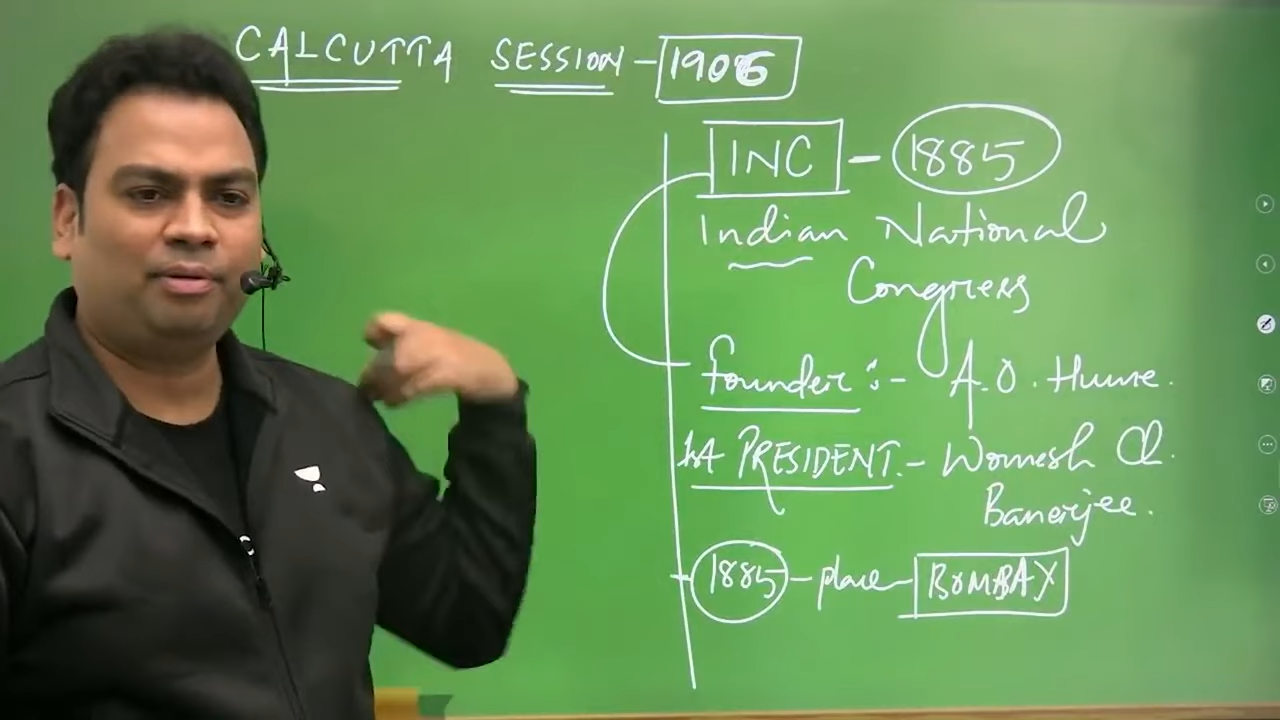 CALCUTTA SESSION - 1906
INC - 1885
Indian National
Congress
founder :- A.O. Hume.
1st PRESIDENT. - Womesh Ch.
Banerjee.
1885 - place - BOMBAY